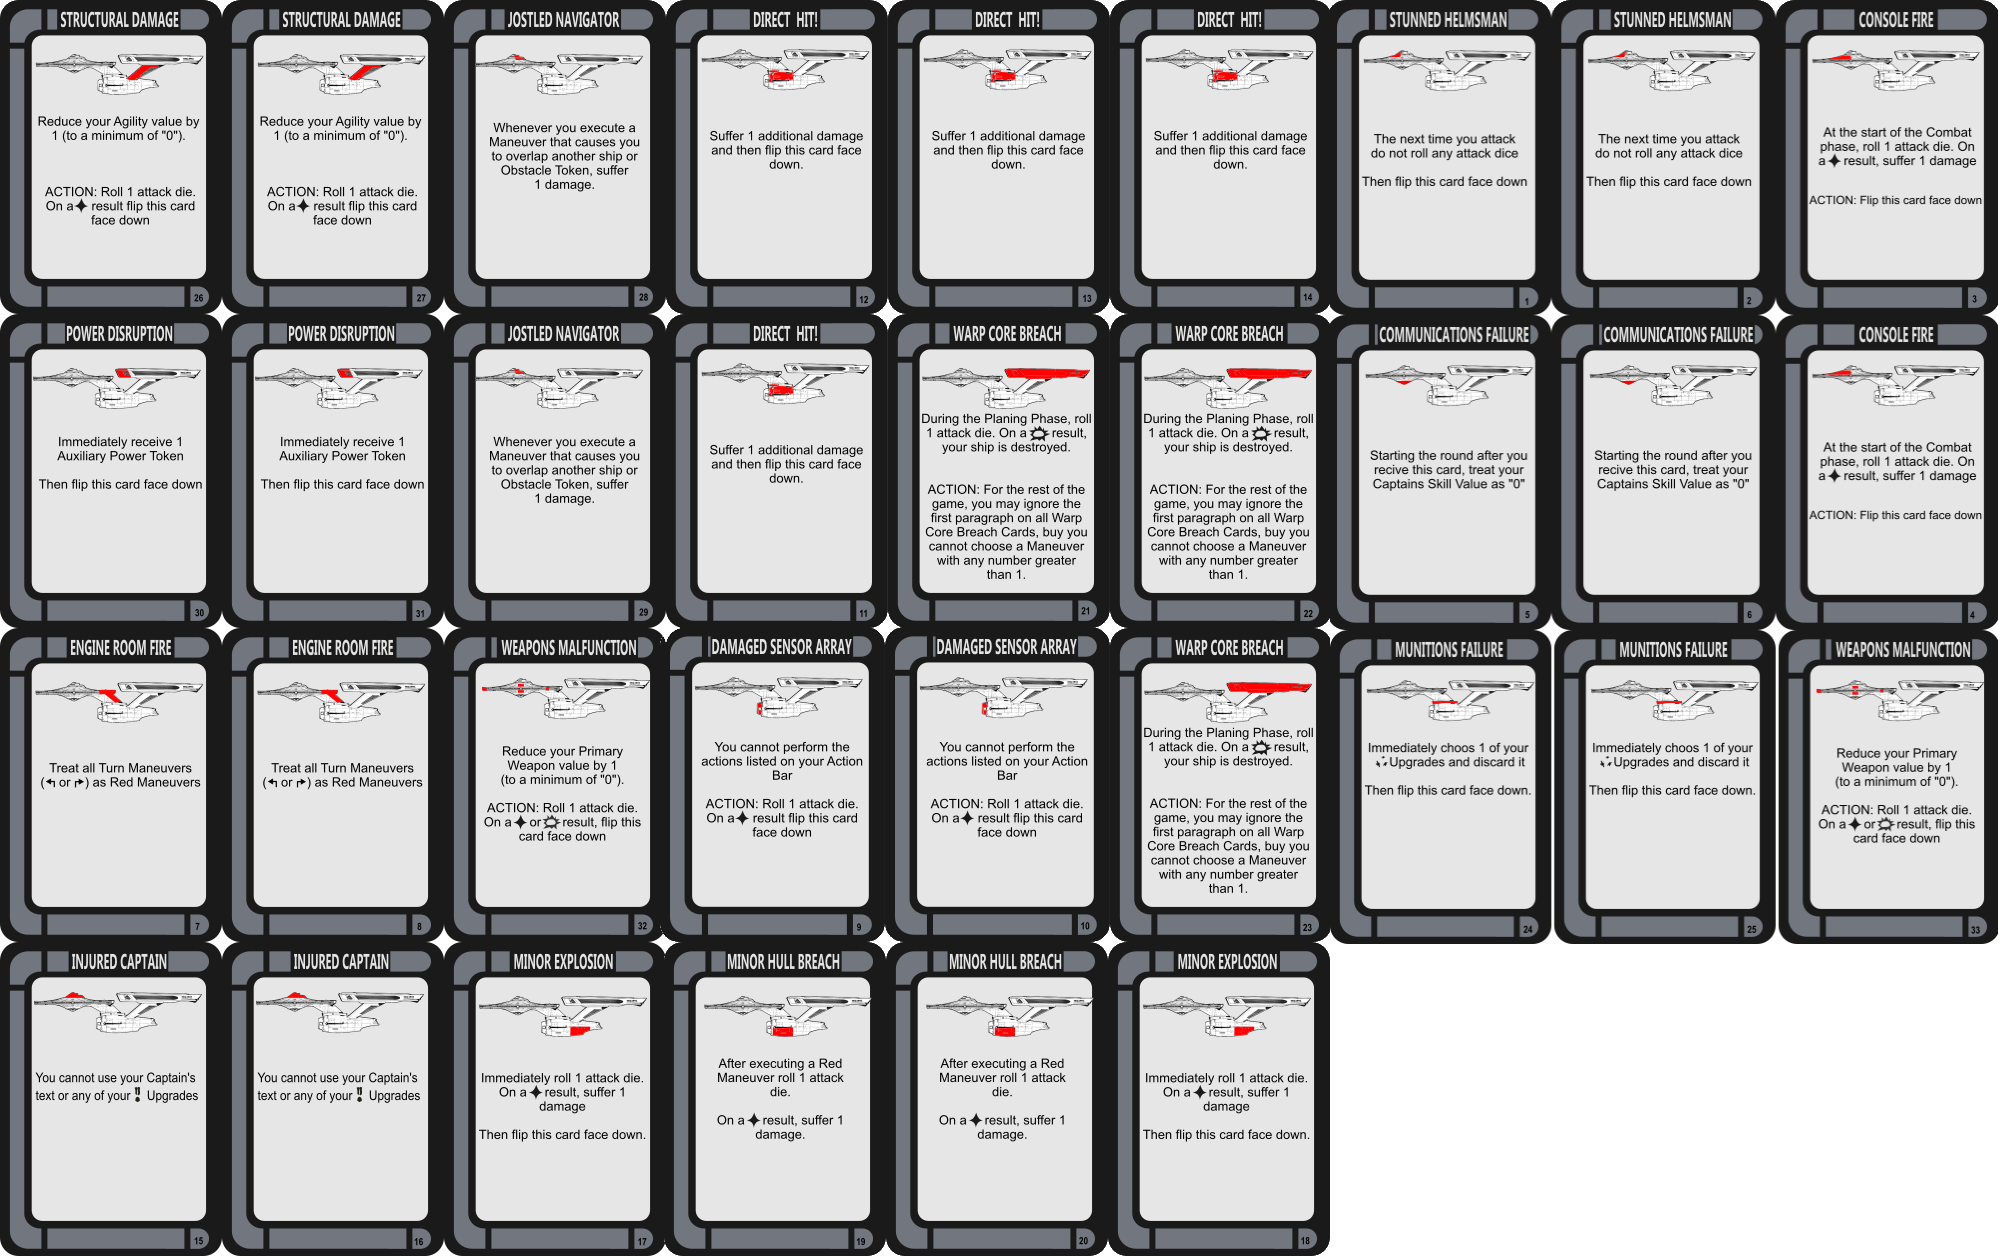 STRUCTURAL DAMAGE
Reduce your Agility value by
1 (to a minimum of "0").
ACTION: Roll 1 attack die.
On a result flip this card
face down
26
STRUCTURAL DAMAGE
Reduce your Agility value by
1 (to a minimum of "0").
ACTION: Roll 1 attack die.
On a result flip this card
face down
27
JOSTLED NAVIGATOR
Whenever you execute a
Maneuver that causes you
to overlap another ship or
Obstacle Token, suffer
1 damage.
28
DIRECT HIT!
Suffer 1 additional damage
and then flip this card face
down.
12
DIRECT HIT!
Suffer 1 additional damage
and then flip this card face
down.
13
DIRECT HIT!
Suffer 1 additional damage
and then flip this card face
down.
14
STUNNED HELMSMAN
The next time you attack
do not roll any attack dice
Then flip this card face down
1
STUNNED HELMSMAN
The next time you attack
do not roll any attack dice
Then flip this card face down
2
CONSOLE FIRE
At the start of the Combat
phase, roll 1 attack die. On
a result, suffer 1 damage
ACTION: Flip this card face down
3
POWER DISRUPTION
Immediately receive 1
Auxiliary Power Token
Then flip this card face down
30
POWER DISRUPTION
Immediately receive 1
Auxiliary Power Token
Then flip this card face down
31
JOSTLED NAVIGATOR
Whenever you execute a
Maneuver that causes you
to overlap another ship or
Obstacle Token, suffer
1 damage.
29
DIRECT HIT!
Suffer 1 additional damage
and then flip this card face
down.
11
WARP CORE BREACH
During the Planing Phase, roll
1 attack die. On a result,
your ship is destroyed.
ACTION: For the rest of the
game, you may ignore the
first paragraph on all Warp
Core Breach Cards, buy you
cannot choose a Maneuver
with any number greater
than 1.
21
WARP CORE BREACH
During the Planing Phase, roll
1 attack die. On a result,
your ship is destroyed.
ACTION: For the rest of the
game, you may ignore the
first paragraph on all Warp
Core Breach Cards, buy you
cannot choose a Maneuver
with any number greater
than 1.
22
COMMUNICATIONS FAILURE
Starting the round after you
recive this card, treat your
Captains Skill Value as "0"
5
COMMUNICATIONS FAILURE
Starting the round after you
recive this card, treat your
Captains Skill Value as "0"
6
CONSOLE FIRE
At the start of the Combat
phase, roll 1 attack die. On
a result, suffer 1 damage
ACTION: Flip this card face down
4
ENGINE ROOM FIRE
Treat all Turn Maneuvers
(↰ or ↱) as Red Maneuvers
7
ENGINE ROOM FIRE
Treat all Turn Maneuvers
(↰ or ↱) as Red Maneuvers
8
WEAPONS MALFUNCTION
Reduce your Primary
Weapon value by 1
(to a minimum of "0").
ACTION: Roll 1 attack die.
On a or result, flip this
card face down
32
DAMAGED SENSOR ARRAY
You cannot perform the
actions listed on your Action
Bar
ACTION: Roll 1 attack die.
On a result flip this card
face down
9
DAMAGED SENSOR ARRAY
You cannot perform the
actions listed on your Action
Bar
ACTION: Roll 1 attack die.
On a result flip this card
face down
10
WARP CORE BREACH
During the Planing Phase, roll
1 attack die. On a result,
your ship is destroyed.
ACTION: For the rest of the
game, you may ignore the
first paragraph on all Warp
Core Breach Cards, buy you
cannot choose a Maneuver
with any number greater
than 1.
23
MUNITIONS FAILURE
Immediately choos 1 of your
Upgrades and discard it
Then flip this card face down.
24
MUNITIONS FAILURE
Immediately choos 1 of your
Upgrades and discard it
Then flip this card face down.
25
WEAPONS MALFUNCTION
Reduce your Primary
Weapon value by 1
(to a minimum of "0").
ACTION: Roll 1 attack die.
On a or result, flip this
card face down
33
INJURED CAPTAIN
You cannot use your Captain's
text or any of your Upgrades
15
INJURED CAPTAIN
You cannot use your Captain's
text or any of your Upgrades
16
MINOR EXPLOSION
Immediately roll 1 attack die.
On a result, suffer 1
damage
Then flip this card face down.
17
MINOR HULL BREACH
After executing a Red
Maneuver roll 1 attack
die.
On a result, suffer 1
damage.
19
MINOR HULL BREACH
After executing a Red
Maneuver roll 1 attack
die.
On a result, suffer 1
damage.
20
MINOR EXPLOSION
Immediately roll 1 attack die.
On a result, suffer 1
damage
Then flip this card face down.
18